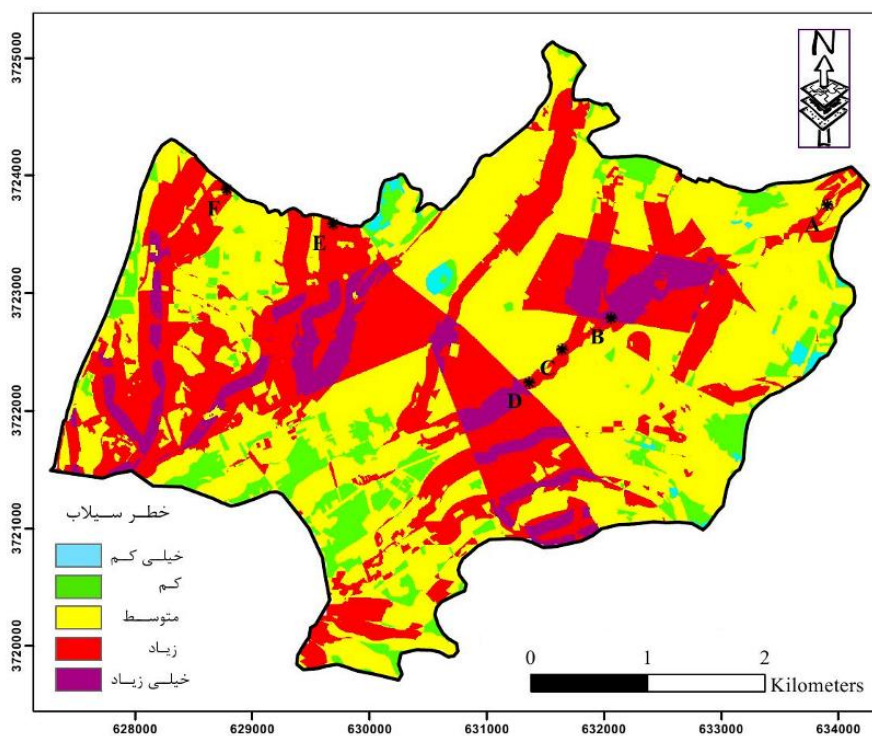 N
3725000
3724000
3723000
3722000
3721000
3720000
F
E
A
B
C
D
خطر سیلاب
خیلی کم
کم
متوسط
زیاد
خیلی زیاد
0 1 2
Kilometers
628000 629000 630000 631000 632000 633000 634000